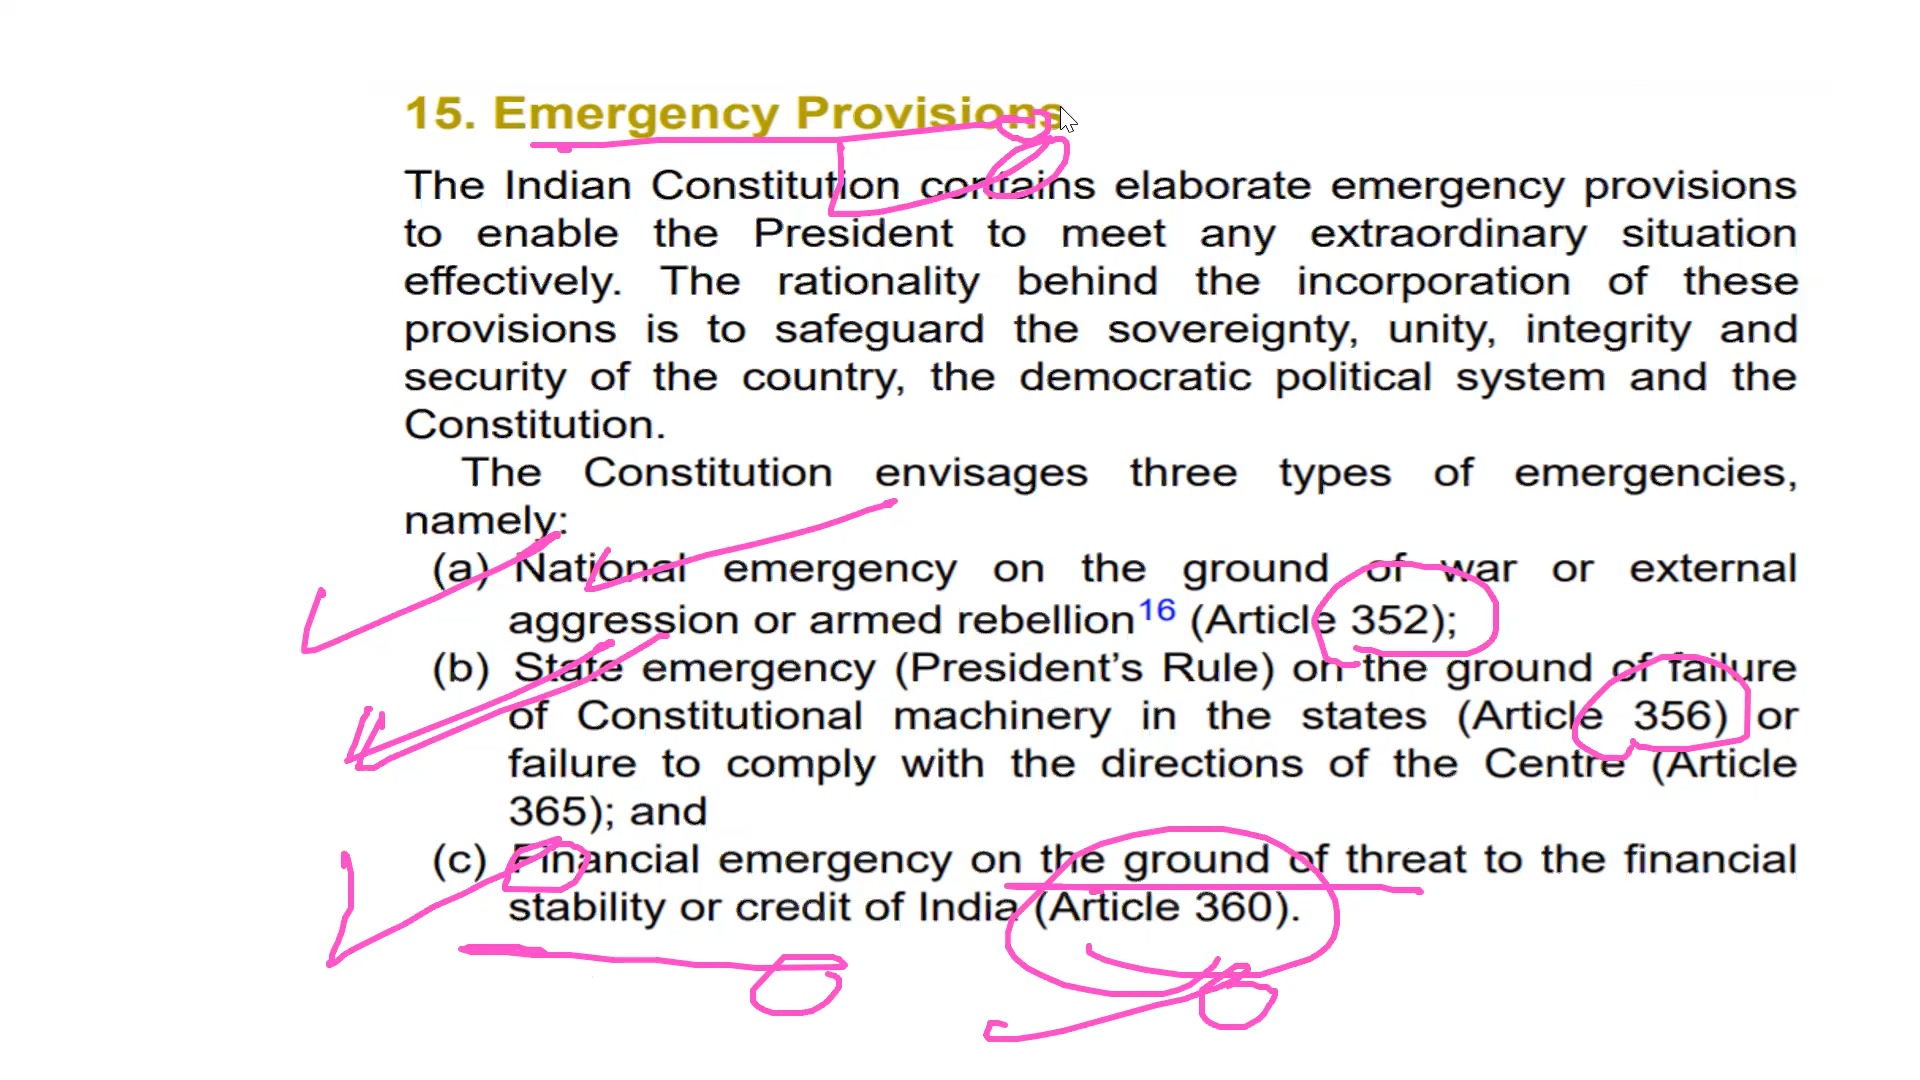 15. Emergency Provisions
The Indian Constitution contains elaborate emergency provisions
to enable the President to meet any extraordinary situation
effectively. The rationality behind the incorporation of these
provisions is to safeguard the sovereignty, unity, integrity and
security of the country, the democratic political system and the
Constitution.
The Constitution envisages three types of emergencies,
namely:
(a) National emergency on the ground of war or external
aggression or armed rebellion16 (Article 352);
(b) State emergency (President’s Rule) on the ground of failure
of Constitutional machinery in the states (Article 356) or
failure to comply with the directions of the Centre (Article
365); and
(c) Financial emergency on the ground of threat to the financial
stability or credit of India (Article 360).